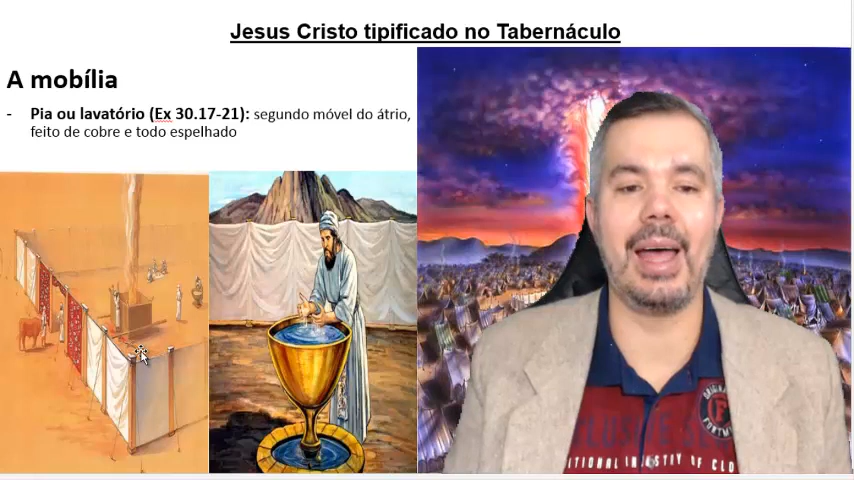 Jesus Cristo tipificado no Tabernáculo
A mobília
- Pia ou lavatório (Ex 30.17-21): segundo móvel do átrio,
feito de cobre e todo espelhado